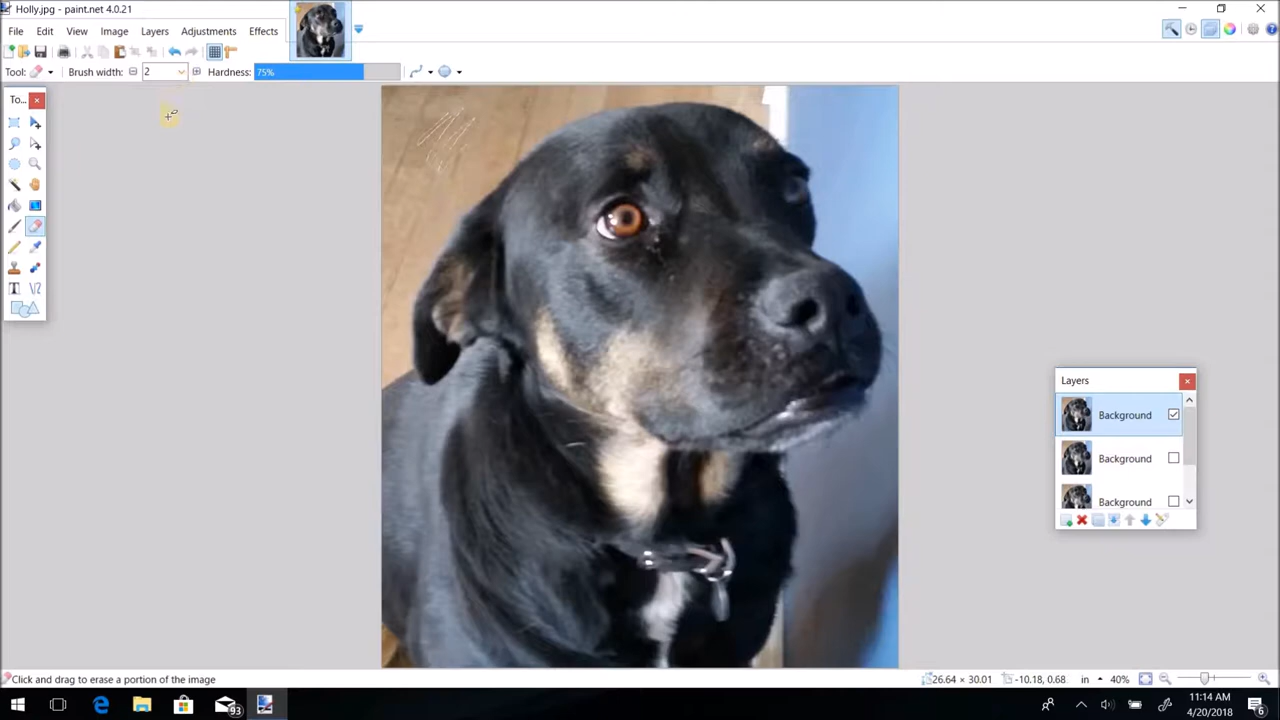 Holly.jpg - paint.net 4.0.21
File Edit View Image Layers Adjustments Effects
Tool: Brush width: 2 Hardness: 75%
To...
Layers
Background
Background
Background
T
Click and drag to erase a portion of the image
26.64 × 30.01 -10.18, 0.68 in 40%
93
11:14 AM
4/20/2018
6